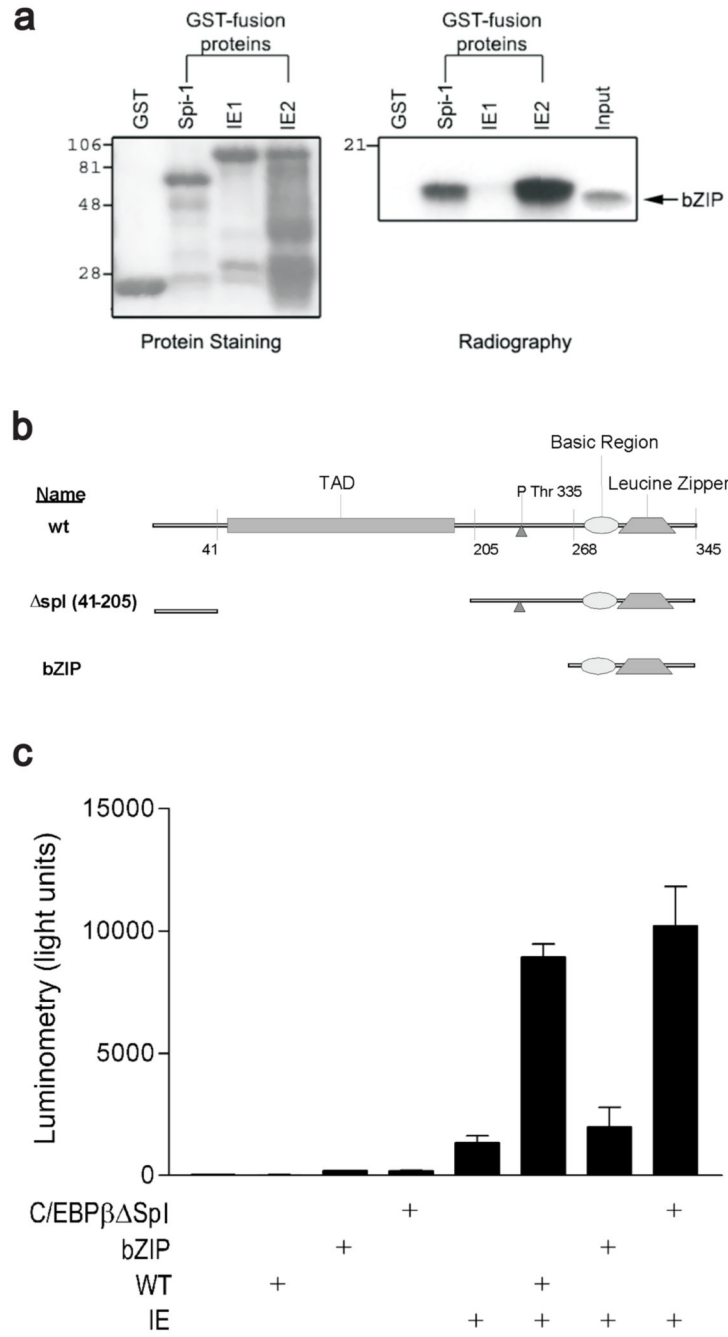 a
GST-fusion
proteins
GST
Spi-1
IE1
IE2
106
81
48
28
Protein Staining
GST-fusion
proteins
GST
Spi-1
IE1
IE2
Input
21
bZIP
Radiography
b
Name
TAD
P Thr 335
Basic Region
Leucine Zipper
wt
41
205
268
345
ΔspI (41-205)
bZIP
c
Luminometry (light units)
15000
10000
5000
0
C/EBPβΔSpI + +
bZIP + +
WT + +
IE + + + +